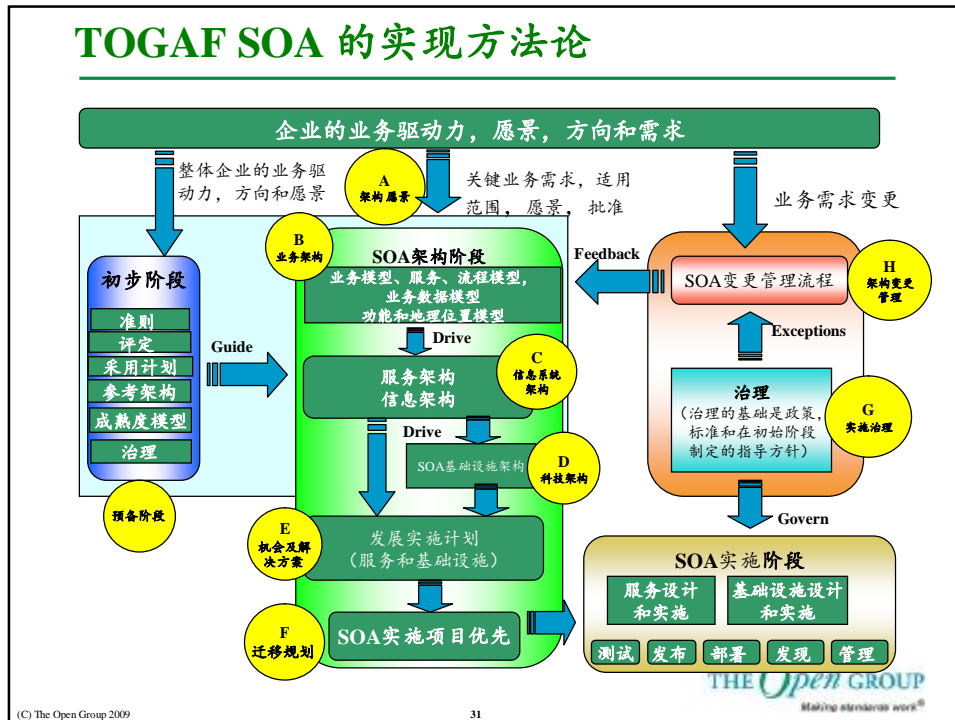 TOGAF SOA 的实现方法论
企业的业务驱动力，愿景，方向和需求
整体企业的业务驱
动力，方向和愿景
A
架构愿景
关键业务需求，适用
范围，愿景，批准
业务需求变更
B
业务架构
初步阶段
准则
评定
采用计划
参考架构
成熟度模型
治理
预备阶段
Guide
SOA架构阶段
业务模型、服务、流程模型，
业务数据模型
功能和地理位置模型
Drive
服务架构
信息架构
C
信息系统
架构
Drive
SOA基础设施架构
D
科技架构
E
机会及解
决方案
发展实施计划
（服务和基础设施）
F
迁移规划
SOA实施项目优先
Feedback
SOA变更管理流程
H
架构变更
管理
Exceptions
治理
（治理的基础是政策，
标准和在初始阶段
制定的指导方针）
G
实施治理
Govern
SOA实施阶段
服务设计
和实施
基础设施设计
和实施
测试
发布
部署
发现
管理
THE Open GROUP
Making standards work®
(C) The Open Group 2009
31